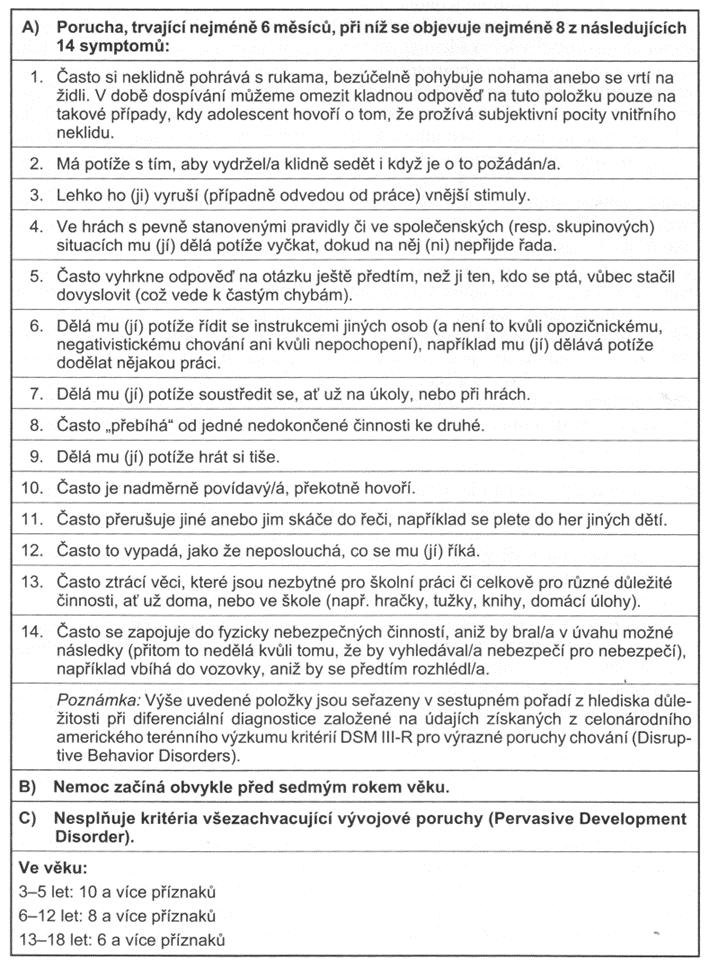 A) Porucha, trvající nejméně 6 měsíců, při níž se objevuje nejméně 8 z následujících
14 symptomů:
1. Často si neklidně pohrává s rukama, bezúčelně pohybuje nohama anebo se vrtí na
židli. V době dospívání můžeme omezit kladnou odpověď na tuto položku pouze na
takové případy, kdy adolescent hovoří o tom, že prožívá subjektivní pocity vnitřního
neklidu.
2. Má potíže s tím, aby vydržel/a klidně sedět i když je o to požádán/a.
3. Lehko ho (ji) vyruší (případně odvedou od práce) vnější stimuly.
4. Ve hrách s pevně stanovenými pravidly či ve společenských (resp. skupinových)
situacích mu (jí) dělá potíže vyčkat, dokud na něj (ni) nepřijde řada.
5. Často vyhrkne odpověď na otázku ještě předtím, než ji ten, kdo se ptá, vůbec stačil
dovyslovit (což vede k častým chybám).
6. Dělá mu (jí) potíže řídit se instrukcemi jiných osob (a není to kvůli opozičnickému,
negativistickému chování ani kvůli nepochopení), například mu (jí) dělává potíže
dodělat nějakou práci.
7. Dělá mu (jí) potíže soustředit se, ať už na úkoly, nebo při hrách.
8. Často „přebíhá“ od jedné nedokončené činnosti ke druhé.
9. Dělá mu (jí) potíže hrát si tiše.
10. Často je nadměrně povídavý/á, překotně hovoří.
11. Často přerušuje jiné anebo jim skáče do řeči, například se plete do her jiných dětí.
12. Často to vypadá, jako že neposlouchá, co se mu (jí) říká.
13. Často ztrácí věci, které jsou nezbytné pro školní práci či celkově pro různé důležité
činnosti, ať už doma, nebo ve škole (např. hračky, tužky, knihy, domácí úlohy).
14. Často se zapojuje do fyzicky nebezpečných činností, aniž by bral/a v úvahu možné
následky (přitom to nedělá kvůli tomu, že by vyhledával/a nebezpečí pro nebezpečí),
například vbíhá do vozovky, aniž by se předtím rozhlédl/a.
Poznámka: Výše uvedené položky jsou seřazeny v sestupném pořadí z hlediska důle-
žitosti při diferenciální diagnostice založené na údajích získaných z celonárodního
amerického terénního výzkumu kritérií DSM III-R pro výrazné poruchy chování (Disrup-
tive Behavior Disorders).
B) Nemoc začíná obvykle před sedmým rokem věku.
C) Nesplňuje kritéria všezachvacující vývojové poruchy (Pervasive Development
Disorder).
Ve věku:
3–5 let: 10 a více příznaků
6–12 let: 8 a více příznaků
13–18 let: 6 a více příznaků